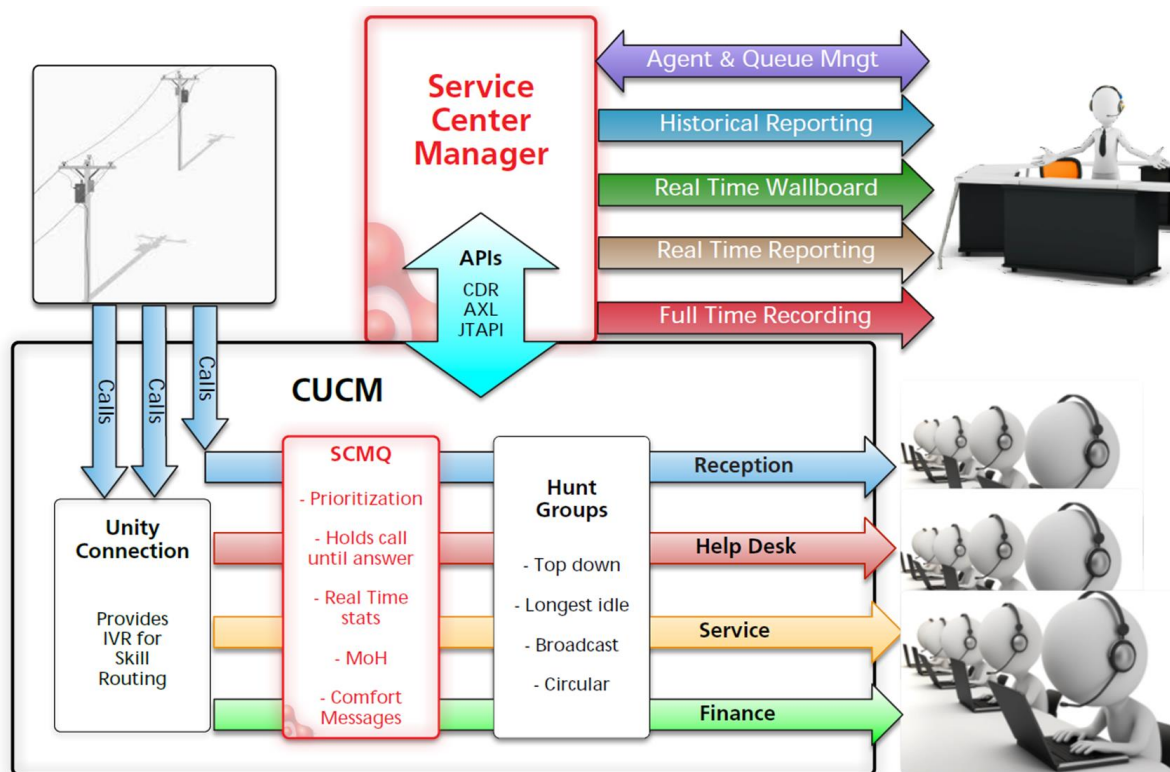 Service
Center
Manager
Agent & Queue Mngt
Historical Reporting
Real Time Wallboard
Real Time Reporting
Full Time Recording
APIs
CDR
AXL
JTAPI
Calls
Calls
Calls
CUCM
Unity
Connection
Provides
IVR for
Skill
Routing
SCMQ
- Prioritization
- Holds call
until answer
- Real Time
stats
- MoH
- Comfort
Messages
Hunt
Groups
- Top down
- Longest idle
- Broadcast
- Circular
Reception
Help Desk
Service
Finance